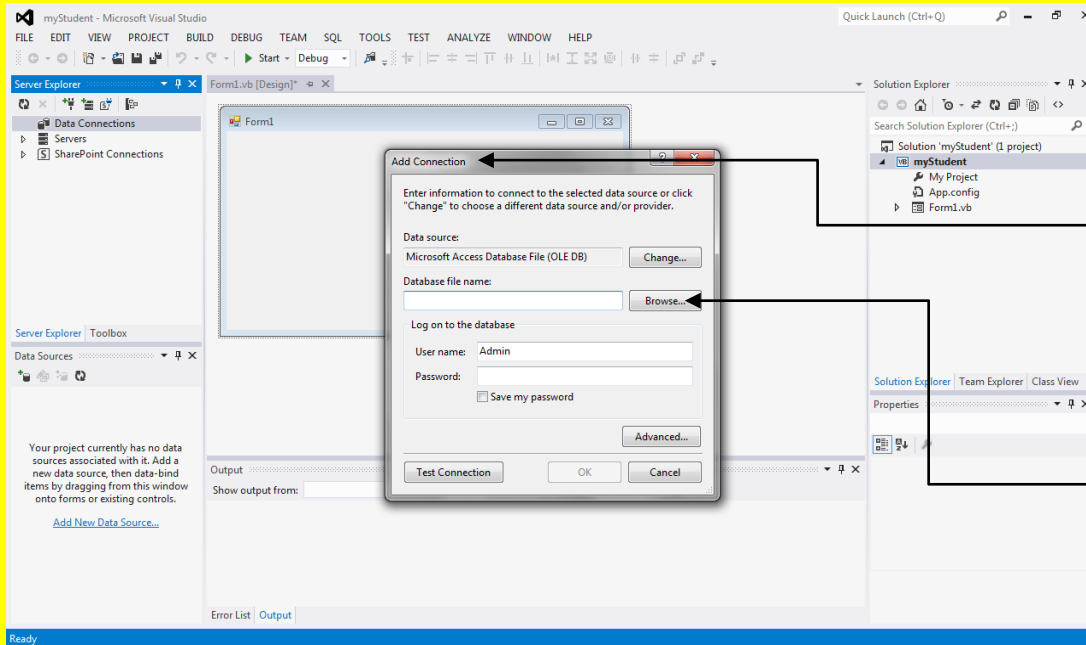 myStudent - Microsoft Visual Studio
Quick Launch (Ctrl+Q)
FILE EDIT VIEW PROJECT BUILD DEBUG TEAM SQL TOOLS TEST ANALYZE WINDOW HELP
Start Debug
Server Explorer
Data Connections
Servers
SharePoint Connections
Server Explorer Toolbox
Data Sources
Your project currently has no data
sources associated with it. Add a
new data source, then data-bind
items by dragging from this window
onto forms or existing controls.
Add New Data Source...
Form1.vb [Design]*
Form1
Add Connection
Enter information to connect to the selected data source or click
"Change" to choose a different data source and/or provider.
Data source:
Microsoft Access Database File (OLE DB) Change...
Database file name:
Browse...
Log on to the database
User name: Admin
Password:
Save my password
Advanced...
Test Connection OK Cancel
Output
Show output from:
Error List Output
Solution Explorer
Search Solution Explorer (Ctrl+;)
Solution 'myStudent' (1 project)
VB myStudent
My Project
App.config
Form1.vb
Solution Explorer Team Explorer Class View
Properties
Ready